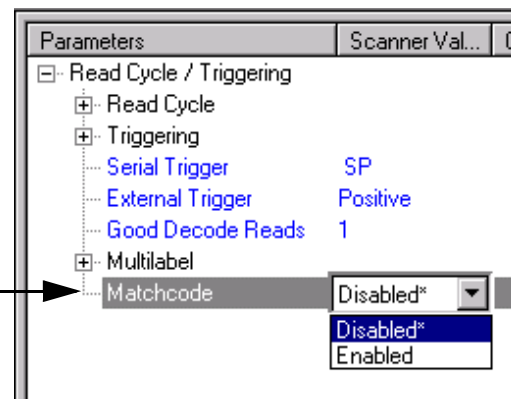 Parameters Scanner Val...
Read Cycle / Triggering
Read Cycle
Triggering
Serial Trigger SP
External Trigger Positive
Good Decode Reads 1
Multilabel
Matchcode Disabled*
Disabled*
Enabled